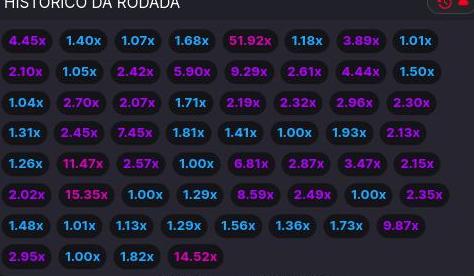 HISTÓRICO DA RODADA
4.45x 1.40x 1.07x 1.68x 51.92x 1.18x 3.89x 1.01x
2.10x 1.05x 2.42x 5.90x 9.29x 2.61x 4.44x 1.50x
1.04x 2.70x 2.07x 1.71x 2.19x 2.32x 2.96x 2.30x
1.31x 2.45x 7.45x 1.81x 1.41x 1.00x 1.93x 2.13x
1.26x 11.47x 2.57x 1.00x 6.81x 2.87x 3.47x 2.15x
2.02x 15.35x 1.00x 1.29x 8.59x 2.49x 1.00x 2.35x
1.48x 1.01x 1.13x 1.29x 1.56x 1.36x 1.73x 9.87x
2.95x 1.00x 1.82x 14.52x